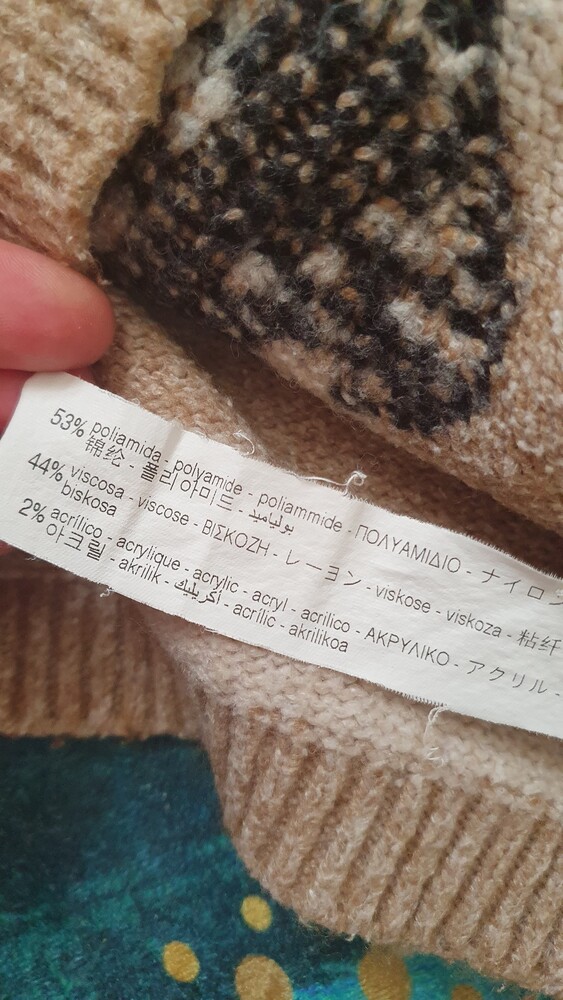 53% poliamida - polyamide - poliammide - ΠΟΛΥΑΜΙΔΙΟ - ナイロン
锦纶 - 폴리아미드 - بوليأميد
44% viscosa - viscose - ΒΙΣΚΟΖΗ - レーヨン - viskose - viskoza - 粘纤
biskosa
2% acrílico - acrylique - acrylic - acryl - acrilico - ΑΚΡΥΛΙΚΟ - アクリル -
아크릴 - akrilik - أكريليك - acrílic - akrilikoa